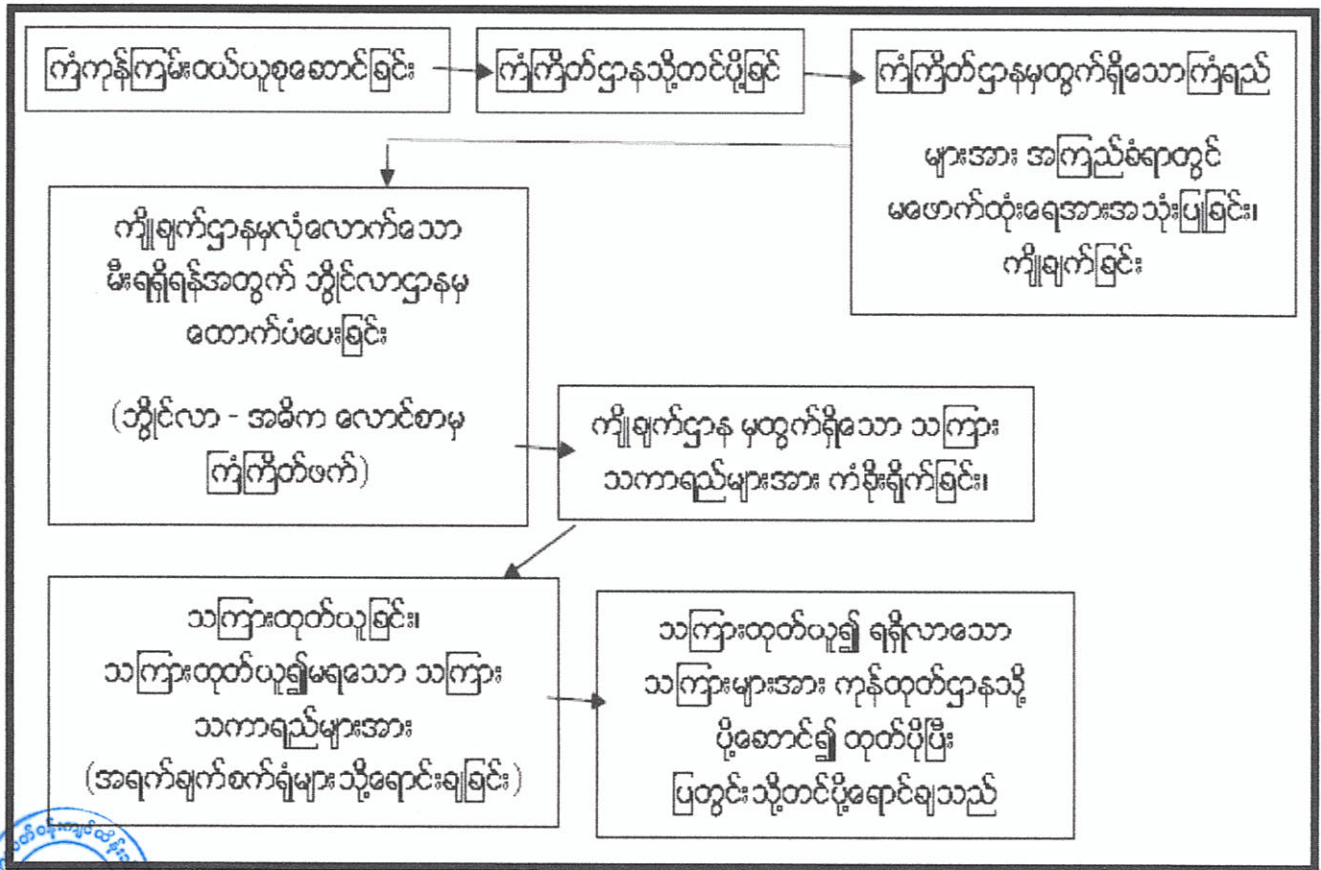 ကြံကုန်ကြမ်းဝယ်ယူစုဆောင်ခြင်း
ကြံကြိတ်ဌာနသို့တင်ပို့ခြင်
ကြံကြိတ်ဌာနမှထွက်ရှိသောကြံရည်
များအား အကြည်ခံရာတွင်
မဖောက်ထုံးရေအားအသုံးပြုခြင်း၊
ကျိုချက်ခြင်း
ကျိုချက်ဌာနမှလုံလောက်သော
မီးရရှိရန်အတွက် ဘွိုင်လာဌာနမှ
ထောက်ပံပေးခြင်း
(ဘွိုင်လာ - အဓိက လောင်စာမှ
ကြံကြိတ်ဖက်)
ကျိုချက်ဌာန မှထွက်ရှိသော သကြား
သကာရည်များအား ကံခိုးရိုက်ခြင်း၊
သကြားထုတ်ယူခြင်း၊
သကြားထုတ်ယူ၍မရသော သကြား
သကာရည်များအား
(အရက်ချက်စက်ရုံများသို့ရောင်းချခြင်း)
သကြားထုတ်ယူ၍ ရရှိလာသော
သကြားများအား ကုန်ထုတ်ဌာနသို့
ပို့ဆောင်၍ ထုတ်ပိုပြီး
ပြတွင်းသို့တင်ပို့ရောင်ချသည်